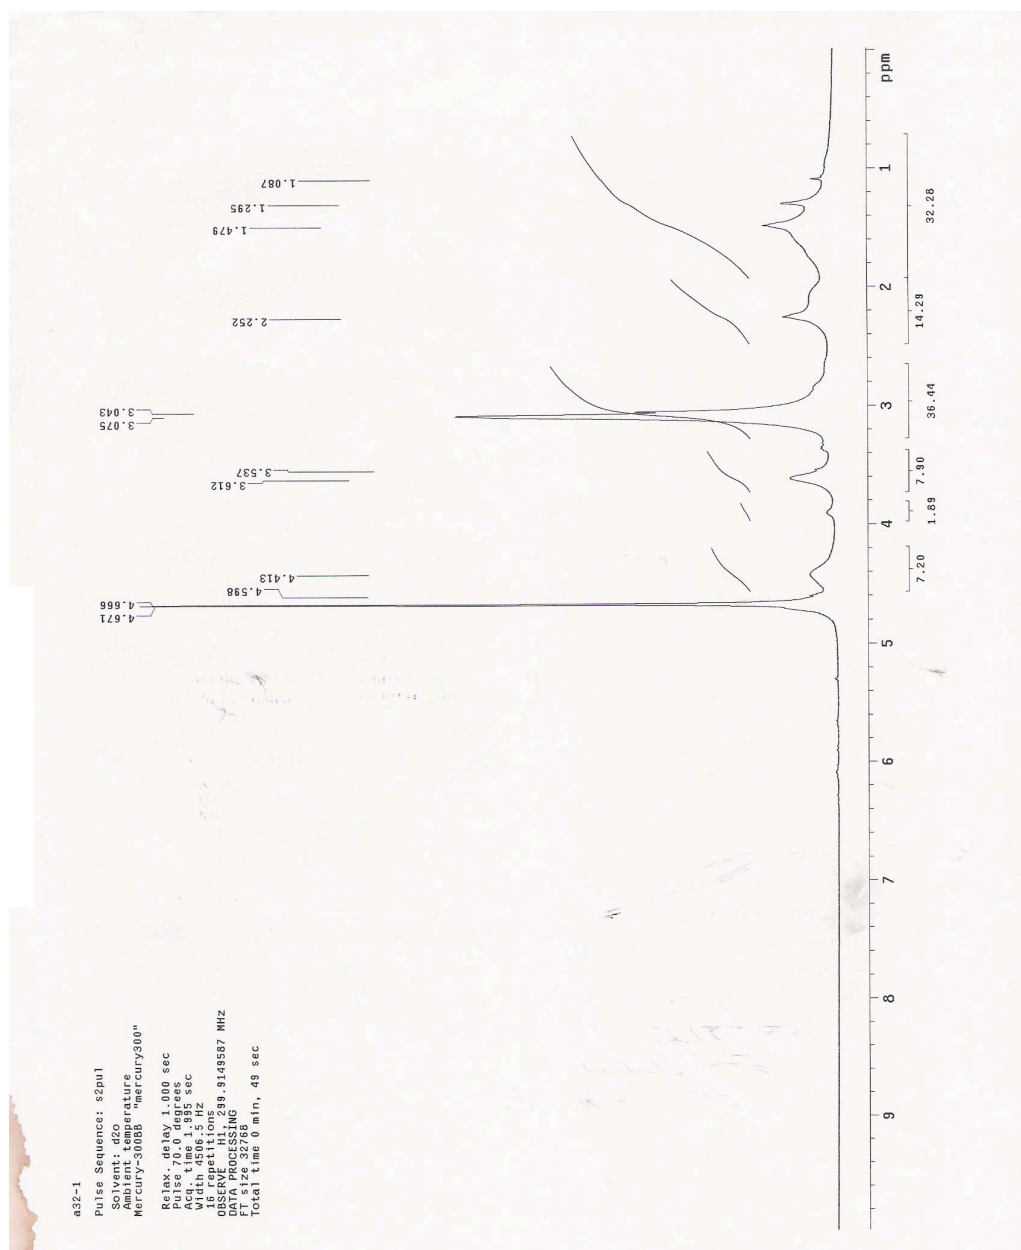 a32-1
Pulse Sequence: s2pul
Solvent: d2o
Ambient temperature
Mercury-300BB "mercury300"
Relax. delay 1.000 sec
Pulse 70.0 degrees
Acq. time 1.995 sec
Width 4506.5 Hz
16 repetitions
OBSERVE H1, 299.9149587 MHz
DATA PROCESSING
FT size 32768
Total time 0 min, 49 sec
4.671
4.666
4.598
4.413
3.612
3.537
3.075
3.043
2.252
1.479
1.295
1.087
9
8
7
6
5
4
3
2
1
ppm
7.20
1.89
7.90
36.44
14.29
32.28